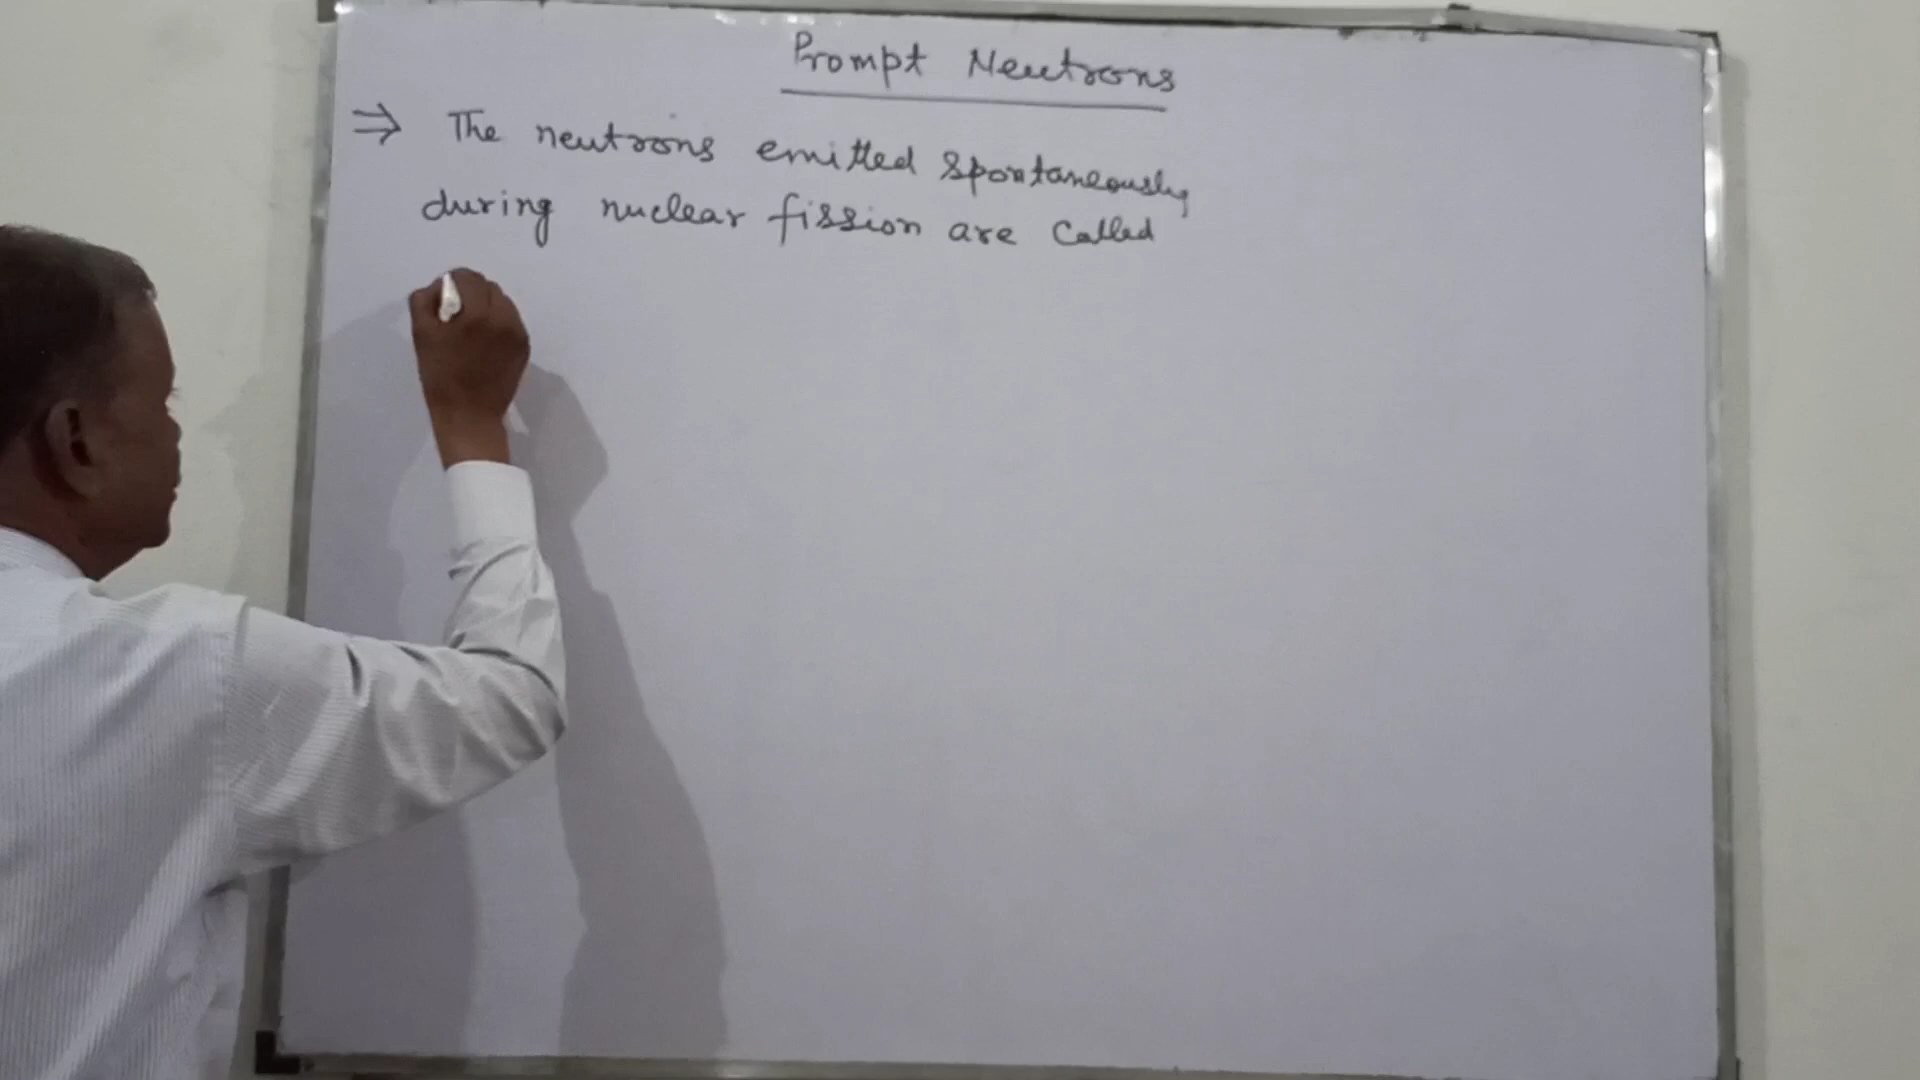 Prompt Neutrons
⇒ The neutrons emitted spontaneously
during nuclear fission are called